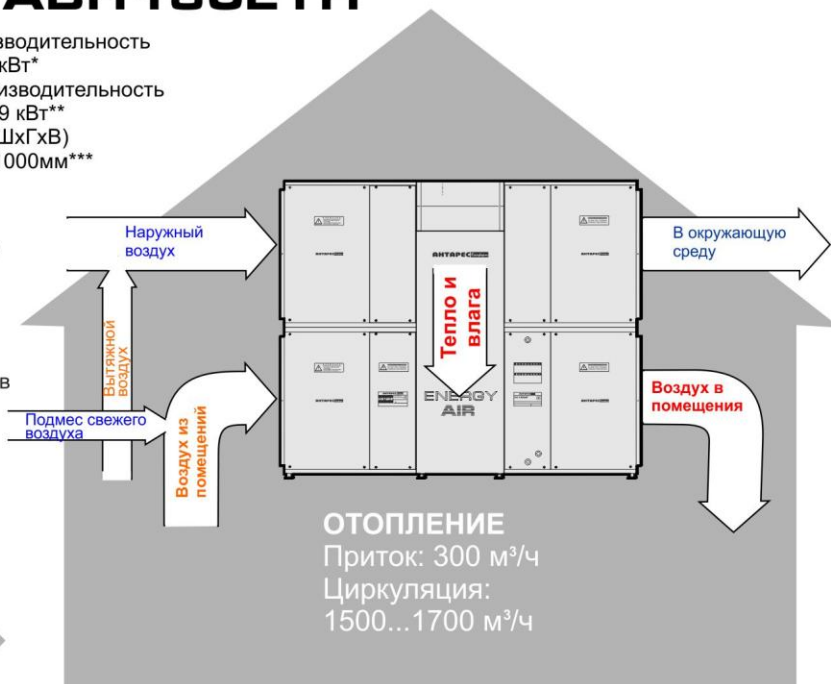 зводительность
кВт*
изводительность
9 кВт**
ШхГхВ)
000мм***
Наружный
воздух
В окружающую
среду
АНТАРЕС
Тепло и
влага
Вытяжной
воздух
в
Подмес свежего
воздуха
Воздух из
помещений
ENERGY
AIR
Воздух в
помещения
ОТОПЛЕНИЕ
Приток: 300 м³/ч
Циркуляция:
1500...1700 м³/ч